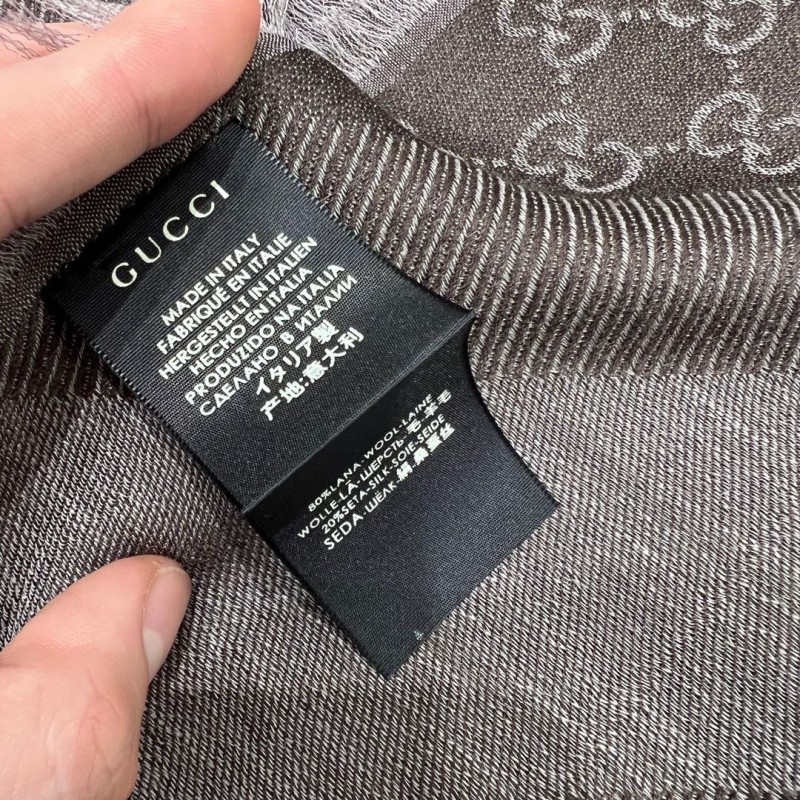 GUCCI
MADE IN ITALY
FABRIQUÉ EN ITALIE
HERGESTELLT IN ITALIEN
HECHO EN ITALIA
PRODUZIDO NA ITALIA
СДЕЛАНО В ИТАЛИИ
イタリア製
产地:意大利
80%LANA-WOOL-LAINE
WOLLE-LÃ-ШЕРСТЬ-毛-羊毛
20%SETA-SILK-SOIE-SEIDE
SEDA-ШЁЛК-絹-桑蚕丝